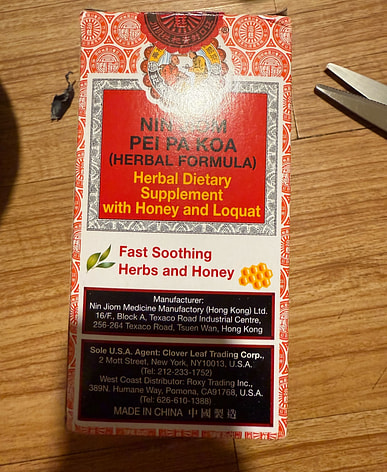 NIN JIOM
PEI PA KOA
(HERBAL FORMULA)
Herbal Dietary
Supplement
with Honey and Loquat
Fast Soothing
Herbs and Honey
Manufacturer:
Nin Jiom Medicine Manufactory (Hong Kong) Ltd.
16/F., Block A, Texaco Road Industrial Centre,
256-264 Texaco Road, Tsuen Wan, Hong Kong
Sole U.S.A. Agent: Clover Leaf Trading Corp.,
2 Mott Street, New York, NY10013, U.S.A.
(Tel: 212-233-1752)
West Coast Distributor: Roxy Trading Inc.,
389N. Humane Way, Pomona, CA91768, U.S.A.
(Tel: 626-610-1388)
MADE IN CHINA 中國製造